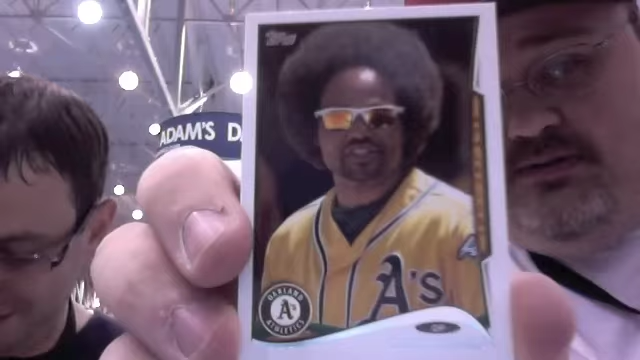 Topps
ADAM'S D
A's
OAKLAND
A's
ATHLETICS